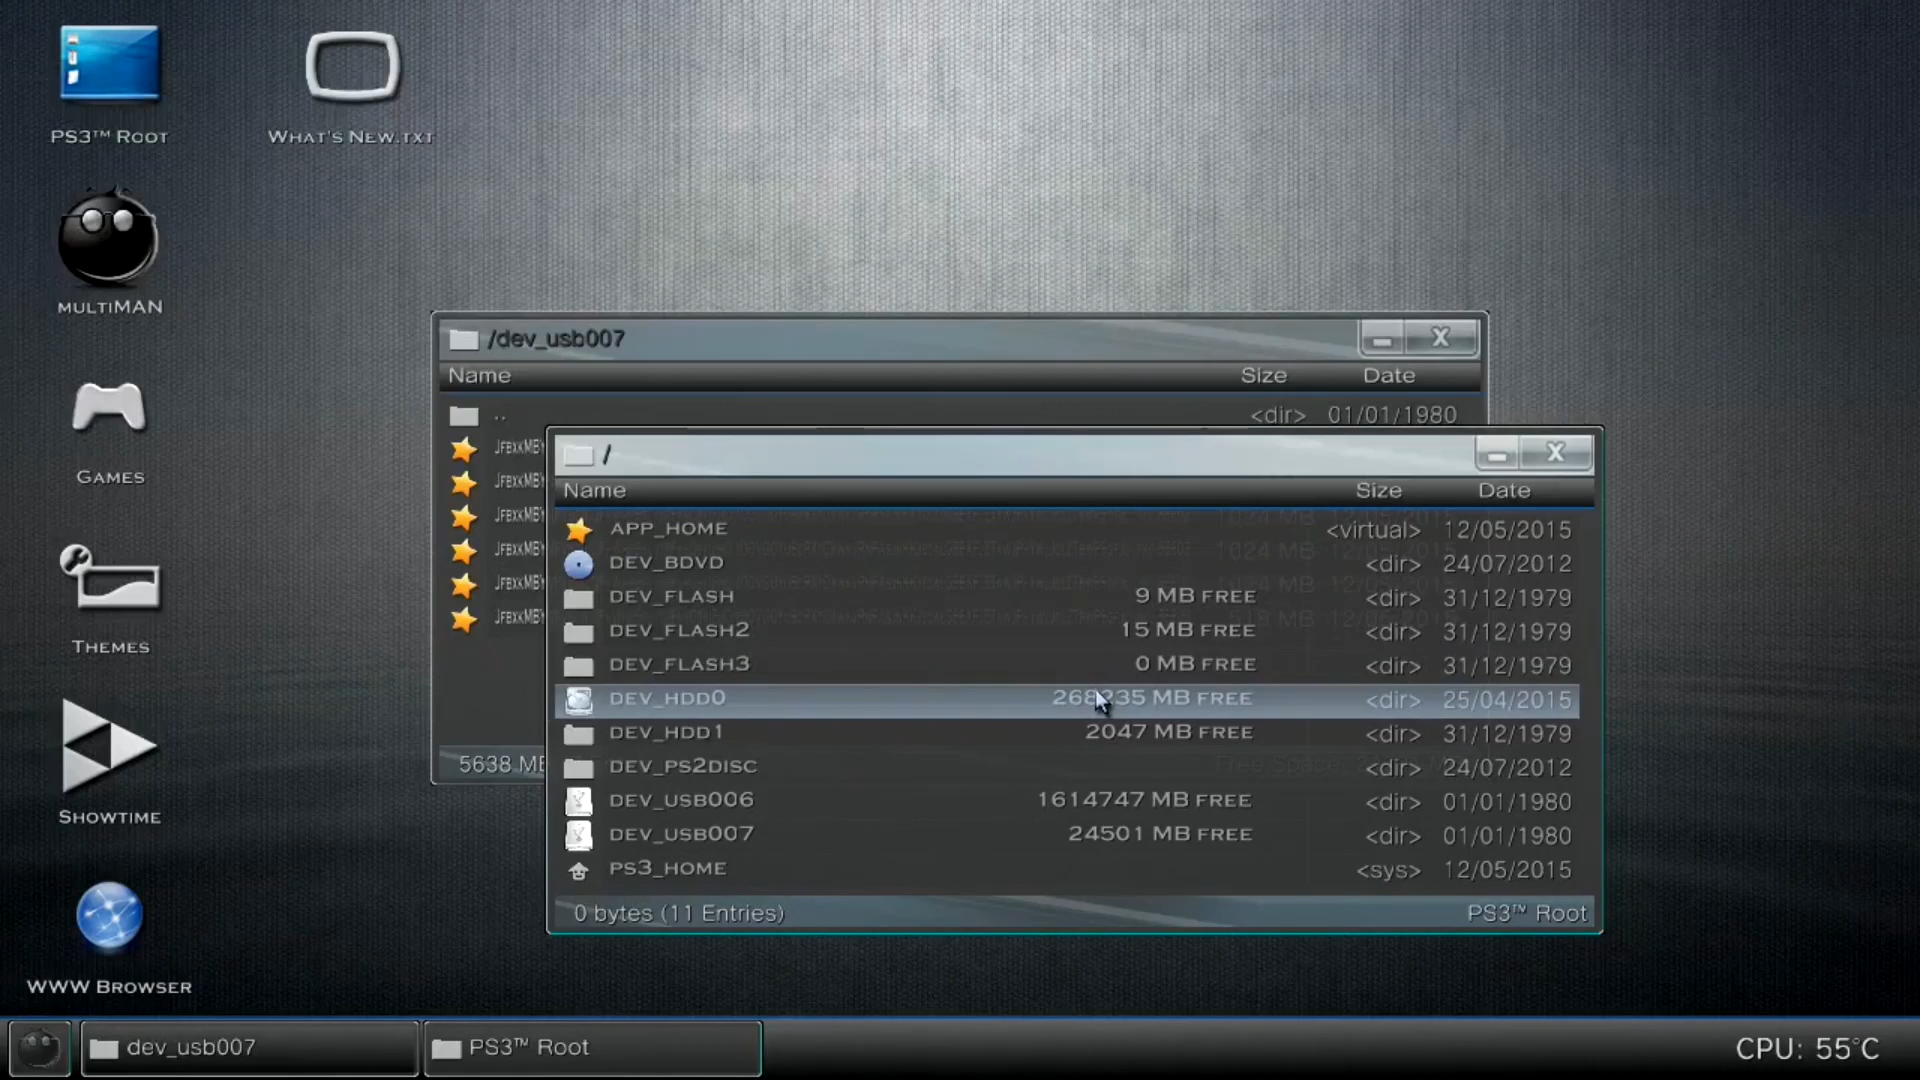 PS3™ Root
What's New.txt
multiMAN
Games
Themes
Showtime
WWW Browser
/dev_usb007
Name Size Date
.. <dir> 01/01/1980
5638 MB
/
Name Size Date
APP_HOME <virtual> 12/05/2015
DEV_BDVD <dir> 24/07/2012
DEV_FLASH 9 MB FREE <dir> 31/12/1979
DEV_FLASH2 15 MB FREE <dir> 31/12/1979
DEV_FLASH3 0 MB FREE <dir> 31/12/1979
DEV_HDD0 MB FREE <dir> 25/04/2015
DEV_HDD1 2047 MB FREE <dir> 31/12/1979
DEV_PS2DISC <dir> 24/07/2012
DEV_USB006 1614747 MB FREE <dir> 01/01/1980
DEV_USB007 24501 MB FREE <dir> 01/01/1980
PS3_HOME <sys> 12/05/2015
0 bytes (11 Entries) PS3™ Root
dev_usb007
PS3™ Root
CPU: 55°C